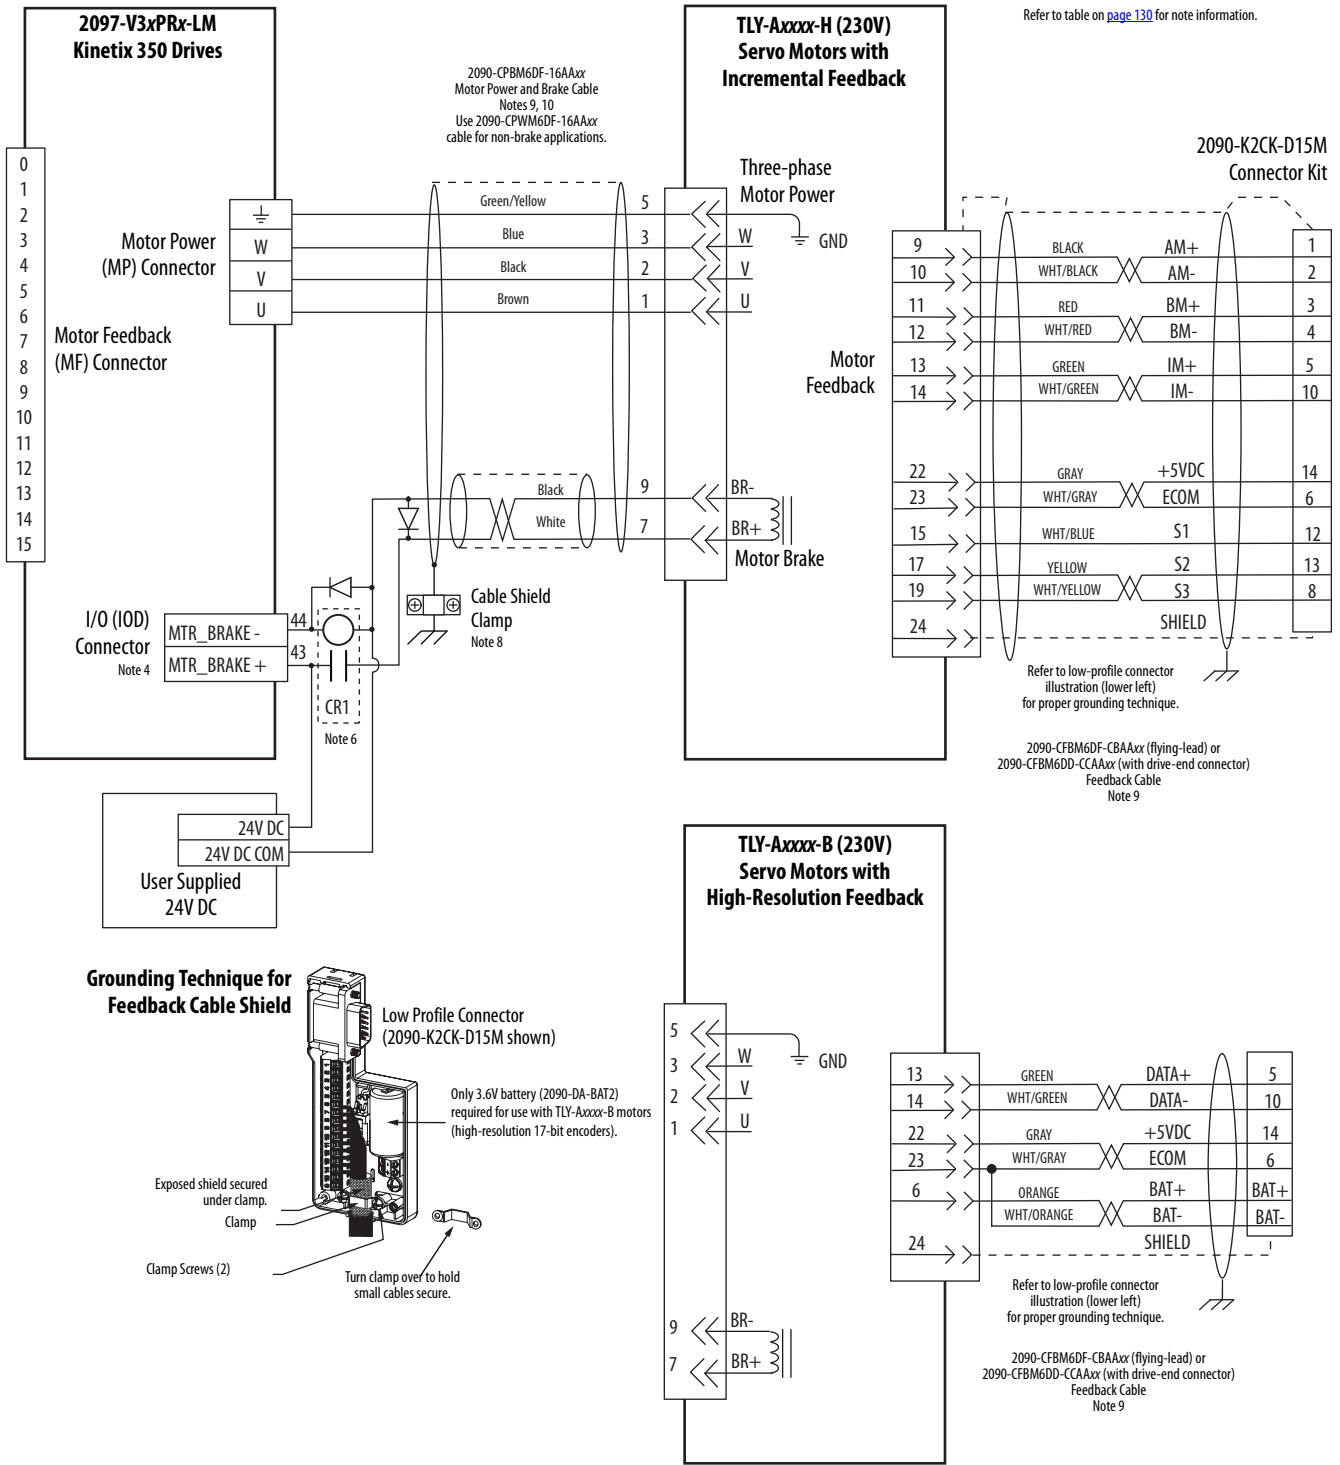 Refer to table on page 130 for note information.
2097-V3xPRx-LM
Kinetix 350 Drives
TLY-Axxxx-H (230V)
Servo Motors with
Incremental Feedback
2090-CPBM6DF-16AAxx
Motor Power and Brake Cable
Notes 9, 10
Use 2090-CPWM6DF-16AAxx
cable for non-brake applications.
2090-K2CK-D15M
Connector Kit
0
1
2
3
4
5
6
7
8
9
10
11
12
13
14
15
Motor Feedback
(MF) Connector
Motor Power
(MP) Connector
W
V
U
Green/Yellow 5
Blue 3
Black 2
Brown 1
Three-phase
Motor Power
GND
W
V
U
Motor
Feedback
9 BLACK AM+ 1
10 WHT/BLACK AM- 2
11 RED BM+ 3
12 WHT/RED BM- 4
13 GREEN IM+ 5
14 WHT/GREEN IM- 10
22 GRAY +5VDC 14
23 WHT/GRAY ECOM 6
15 WHT/BLUE S1 12
17 YELLOW S2 13
19 WHT/YELLOW S3 8
24 SHIELD
Black 9 BR-
White 7 BR+
Motor Brake
Cable Shield
Clamp
Note 8
I/O (IOD)
Connector
Note 4
MTR_BRAKE - 44
MTR_BRAKE + 43
CR1
Note 6
Refer to low-profile connector
illustration (lower left)
for proper grounding technique.
2090-CFBM6DF-CBAAxx (flying-lead) or
2090-CFBM6DD-CCAAxx (with drive-end connector)
Feedback Cable
Note 9
24V DC
24V DC COM
User Supplied
24V DC
TLY-Axxxx-B (230V)
Servo Motors with
High-Resolution Feedback
5 GND
3 W
2 V
1 U
9 BR-
7 BR+
13 GREEN DATA+ 5
14 WHT/GREEN DATA- 10
22 GRAY +5VDC 14
23 WHT/GRAY ECOM 6
6 ORANGE BAT+ BAT+
WHT/ORANGE BAT- BAT-
24 SHIELD
Refer to low-profile connector
illustration (lower left)
for proper grounding technique.
2090-CFBM6DF-CBAAxx (flying-lead) or
2090-CFBM6DD-CCAAxx (with drive-end connector)
Feedback Cable
Note 9
Grounding Technique for
Feedback Cable Shield
Low Profile Connector
(2090-K2CK-D15M shown)
Only 3.6V battery (2090-DA-BAT2)
required for use with TLY-Axxxx-B motors
(high-resolution 17-bit encoders).
Exposed shield secured
under clamp.
Clamp
Clamp Screws (2)
Turn clamp over to hold
small cables secure.